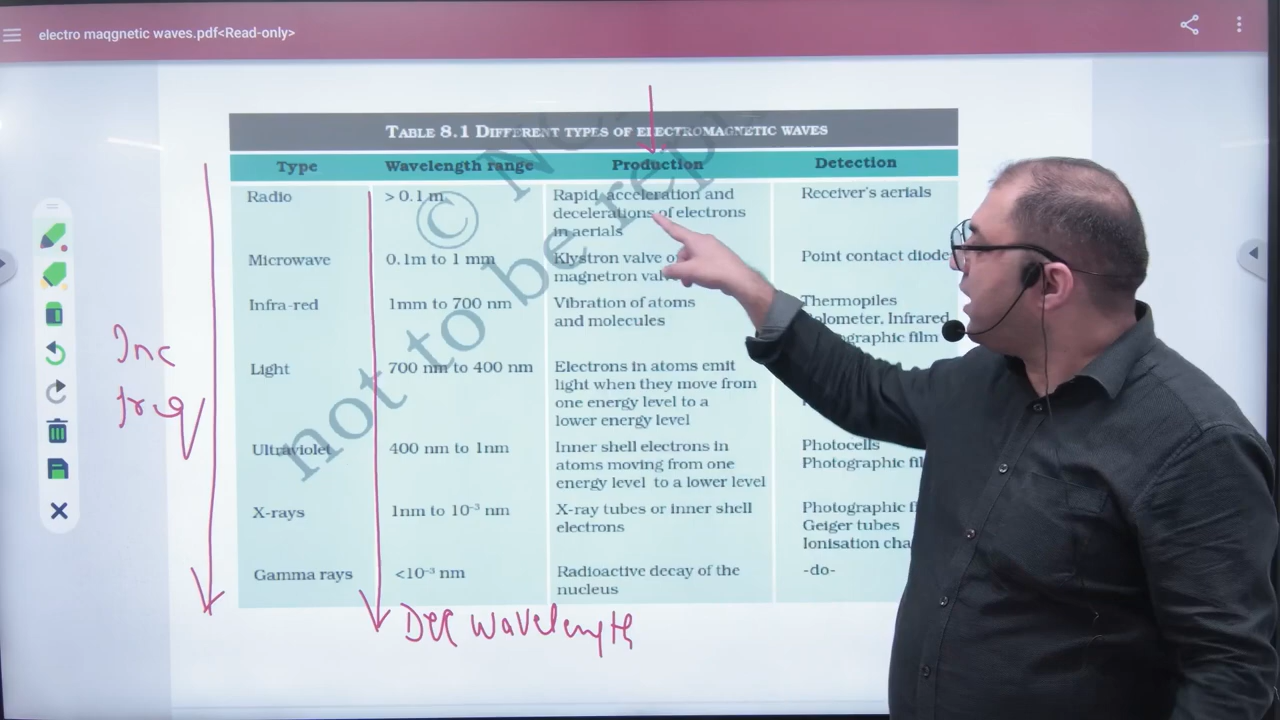 electro maqgnetic waves.pdf<Read-only>
TABLE 8.1 DIFFERENT TYPES OF ELECTROMAGNETIC WAVES
Type Wavelength range Production Detection
Radio > 0.1 m Rapid acceleration and Receiver's aerials
decelerations of electrons
in aerials
Microwave 0.1m to 1 mm Klystron valve or Point contact diode
magnetron
Infra-red 1mm to 700 nm Vibration of atoms Thermopiles
and molecules Infrared
film
Light 700 nm to 400 nm Electrons in atoms emit
light when they move from
one energy level to a
lower energy level
Ultraviolet 400 nm to 1nm Inner shell electrons in Photocells
atoms moving from one Photographic
energy level to a lower level
X-rays 1nm to 10⁻³ nm X-ray tubes or inner shell Photographic
electrons Geiger tubes
Ionisation
Gamma rays <10⁻³ nm Radioactive decay of the -do-
nucleus
Inc
freq
Dec wavelength
©
not to be